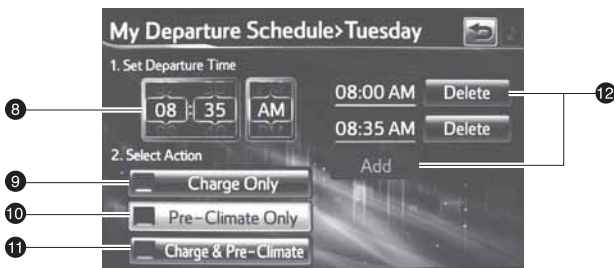 My Departure Schedule>Tuesday
1. Set Departure Time
8
08 : 35 AM
08:00 AM Delete
12
08:35 AM Delete
Add
2. Select Action
9
Charge Only
10
Pre-Climate Only
11
Charge & Pre-Climate